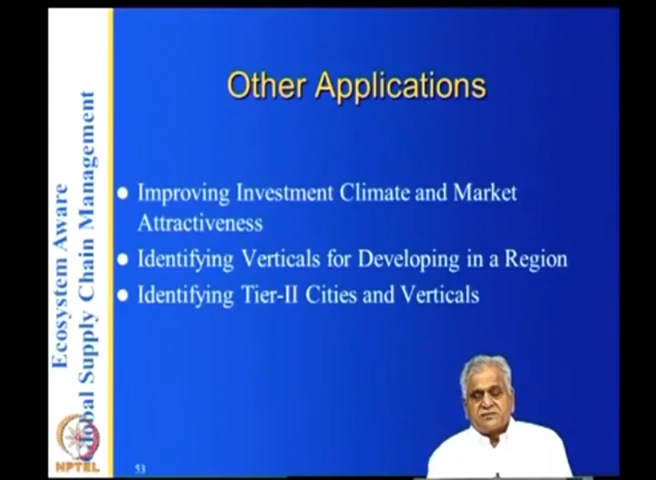 Other Applications
Improving Investment Climate and Market
Attractiveness
Identifying Verticals for Developing in a Region
Identifying Tier-II Cities and Verticals
Ecosystem Aware
Global Supply Chain Management
NPTEL
53